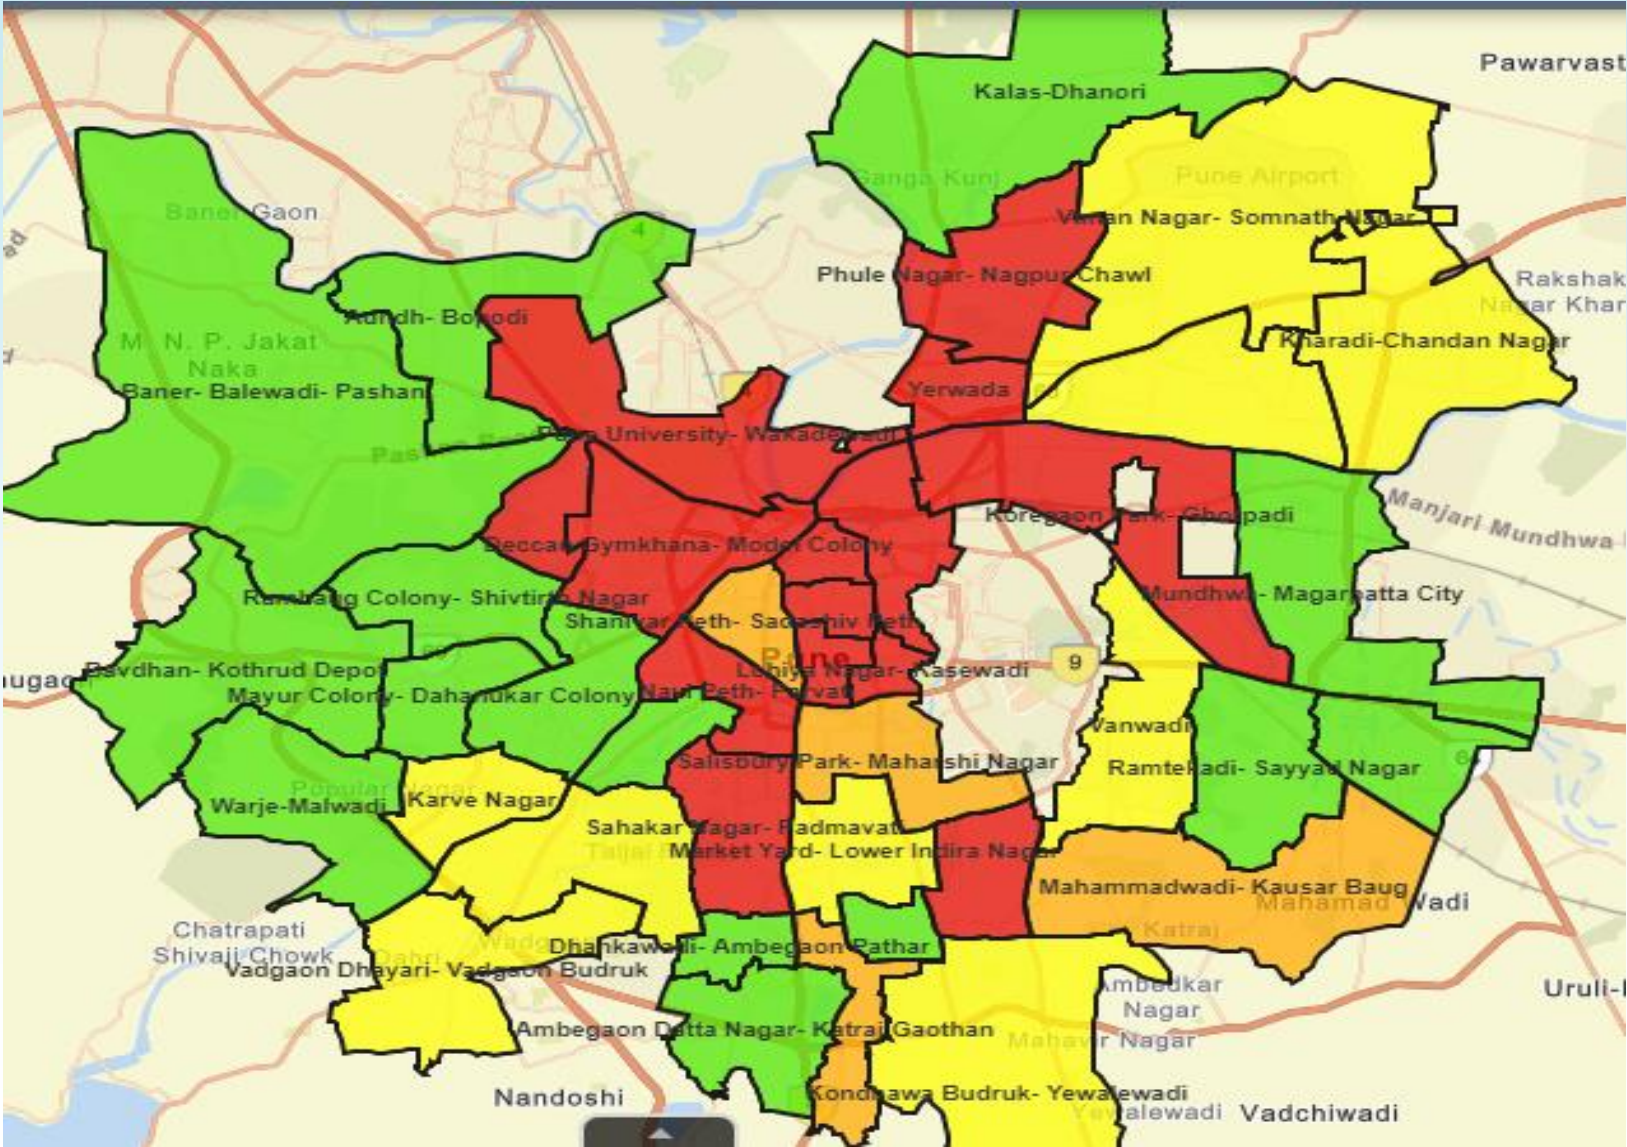 Pawarvast
Kalas-Dhanori
Ganga Kunj
Pune Airport
Baner Gaon
Viman Nagar- Somnath Nagar
4
Phule Nagar- Nagpur Chawl
Rakshak
Nagar Khar
Aundh- Bopodi
M. N. P. Jakat
Naka
Kharadi-Chandan Nagar
Baner- Balewadi- Pashan
Yerwada
Pune University- Wakadewadi
Manjari Mundhwa
Koregaon Park- Ghorpadi
Deccan Gymkhana- Model Colony
Rambaug Colony- Shivtirth Nagar
Mundhwa- Magarpatta City
Shanivar Peth- Sadashiv Peth
Pune
9
Bavdhan- Kothrud Depot
Lohiya Nagar- Kasewadi
augao
Mayur Colony- Dahanukar Colony
Navi Peth- Parvati
Wanwadi
Salisbury Park- Maharshi Nagar
Ramtekadi- Sayyad Nagar
Popular Nagar
Warje-Malwadi
Karve Nagar
Sahakar Nagar- Padmavati
Market Yard- Lower Indira Nagar
Mahammadwadi- Kausar Baug
Mahamad Wadi
Chatrapati
Shivaji Chowk
Katraj
Dhankawadi- Ambegaon Pathar
Vadgaon Dhayari- Vadgaon Budruk
Ambedkar
Nagar
Uruli-
Ambegaon Datta Nagar- Katraj Gaothan
Mahavir Nagar
Nandoshi
Kondhawa Budruk- Yewalewadi
Yewalewadi
Vadchiwadi